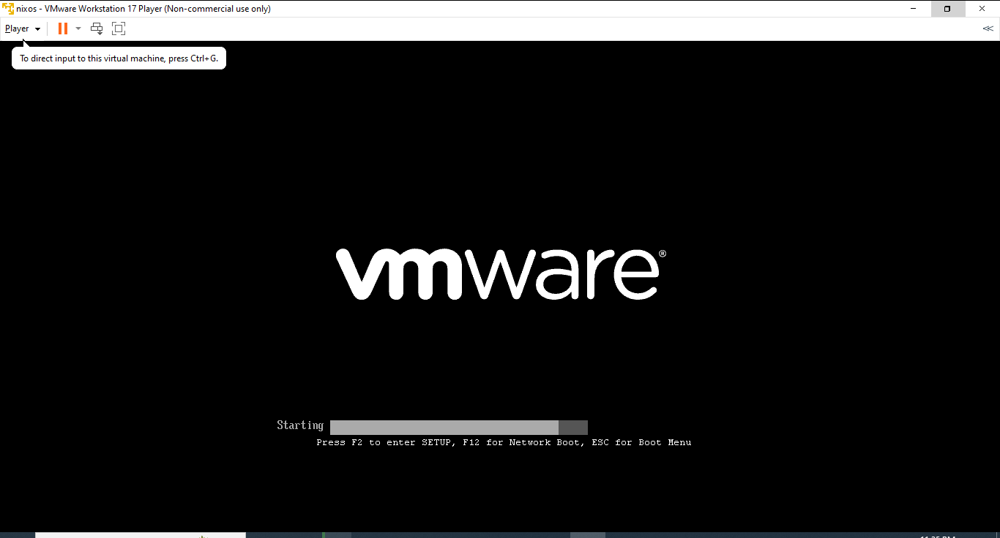 nixos - VMware Workstation 17 Player (Non-commercial use only)
Player
To direct input to this virtual machine, press Ctrl+G.
vmware®
Starting
Press F2 to enter SETUP, F12 for Network Boot, ESC for Boot Menu